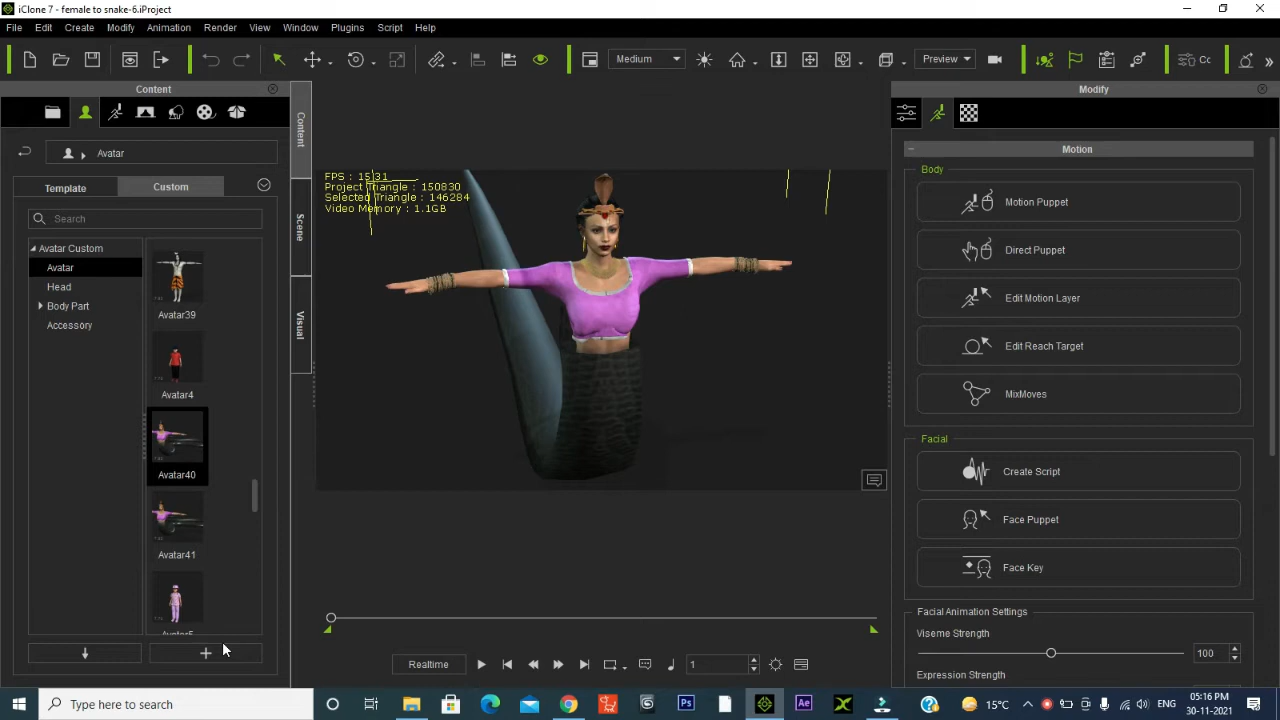 iClone 7 - female to snake-6.iProject
File Edit Create Modify Animation Render View Window Plugins Script Help
Medium
Preview
Cc
Content
Modify
Avatar
Template
Custom
Search
Avatar Custom
Avatar
Head
Body Part
Accessory
Avatar39
Avatar4
Avatar40
Avatar41
Content
Scene
Visual
FPS : 15.31
Project Triangle : 150830
Selected Triangle : 146284
Video Memory : 1.1GB
Realtime
1
Motion
Body
Motion Puppet
Direct Puppet
Edit Motion Layer
Edit Reach Target
MixMoves
Facial
Create Script
Face Puppet
Face Key
Facial Animation Settings
Viseme Strength
100
Expression Strength
Type here to search
Ps
Ae
15°C
ENG
05:16 PM
30-11-2021